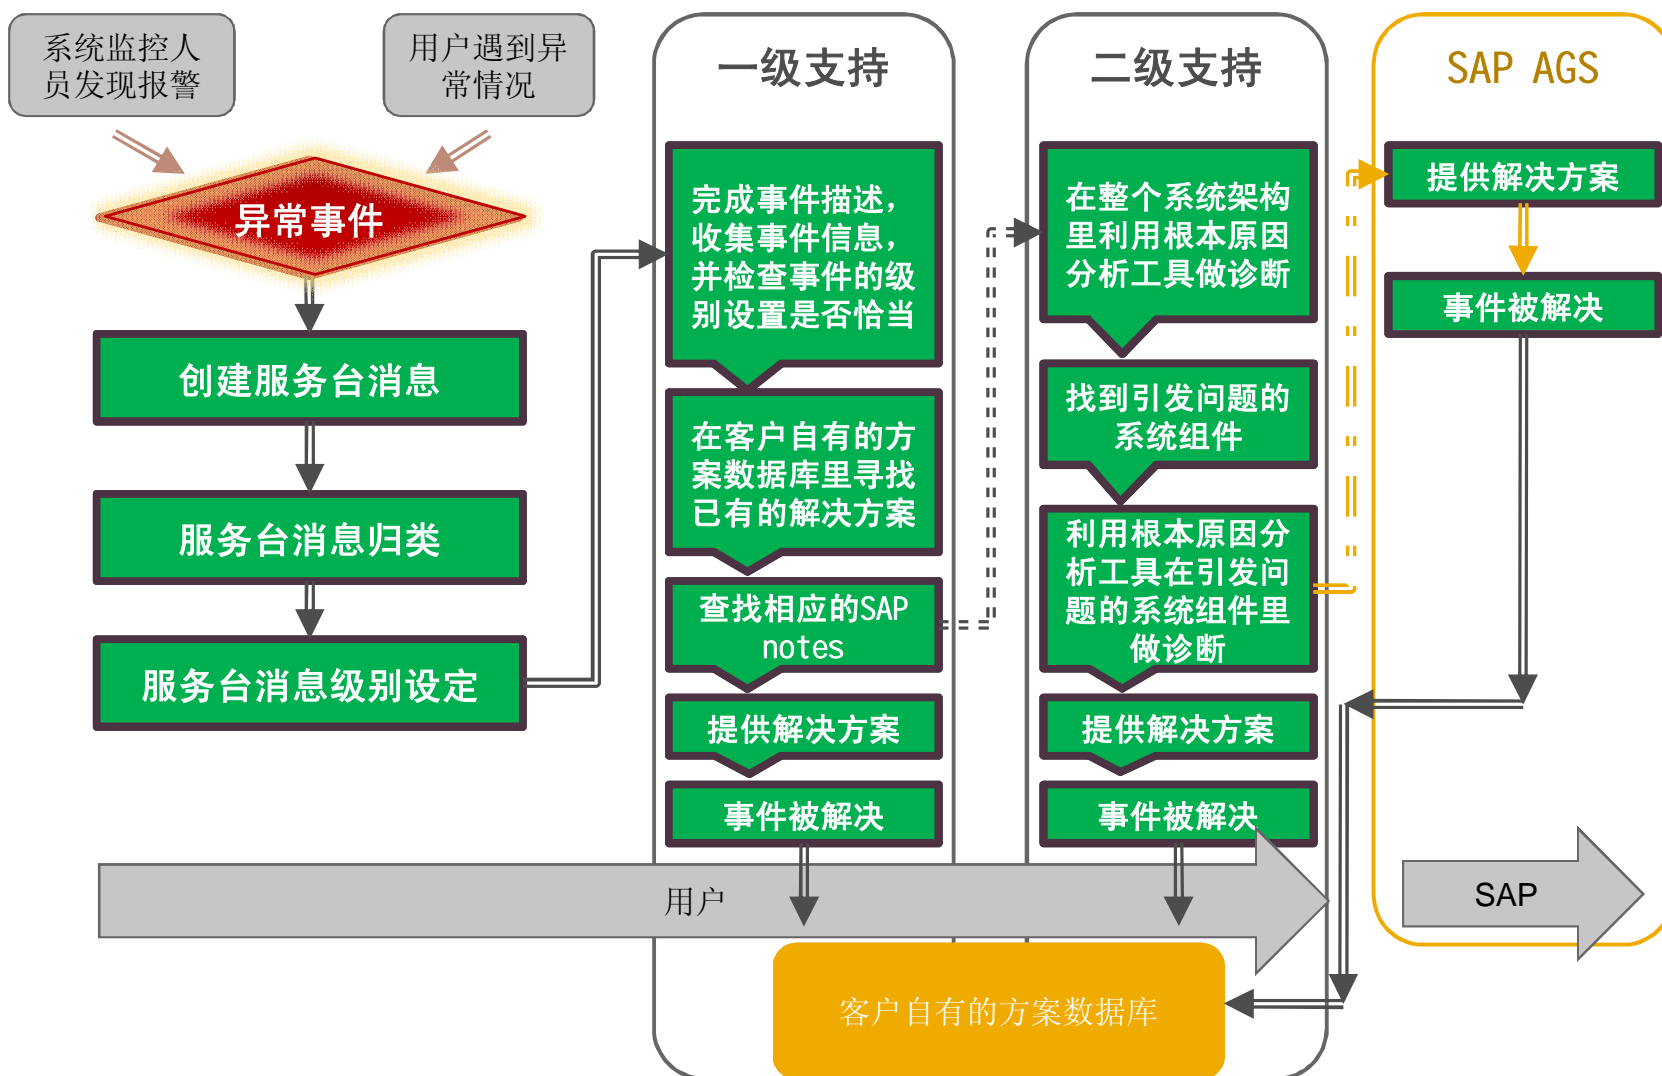 系统监控人
员发现报警
用户遇到异
常情况
异常事件
创建服务台消息
服务台消息归类
服务台消息级别设定
一级支持
完成事件描述，
收集事件信息，
并检查事件的级
别设置是否恰当
在客户自有的方
案数据库里寻找
已有的解决方案
查找相应的SAP
notes
提供解决方案
事件被解决
二级支持
在整个系统架构
里利用根本原因
分析工具做诊断
找到引发问题的
系统组件
利用根本原因分
析工具在引发问
题的系统组件里
做诊断
提供解决方案
事件被解决
SAP AGS
提供解决方案
事件被解决
用户
SAP
客户自有的方案数据库